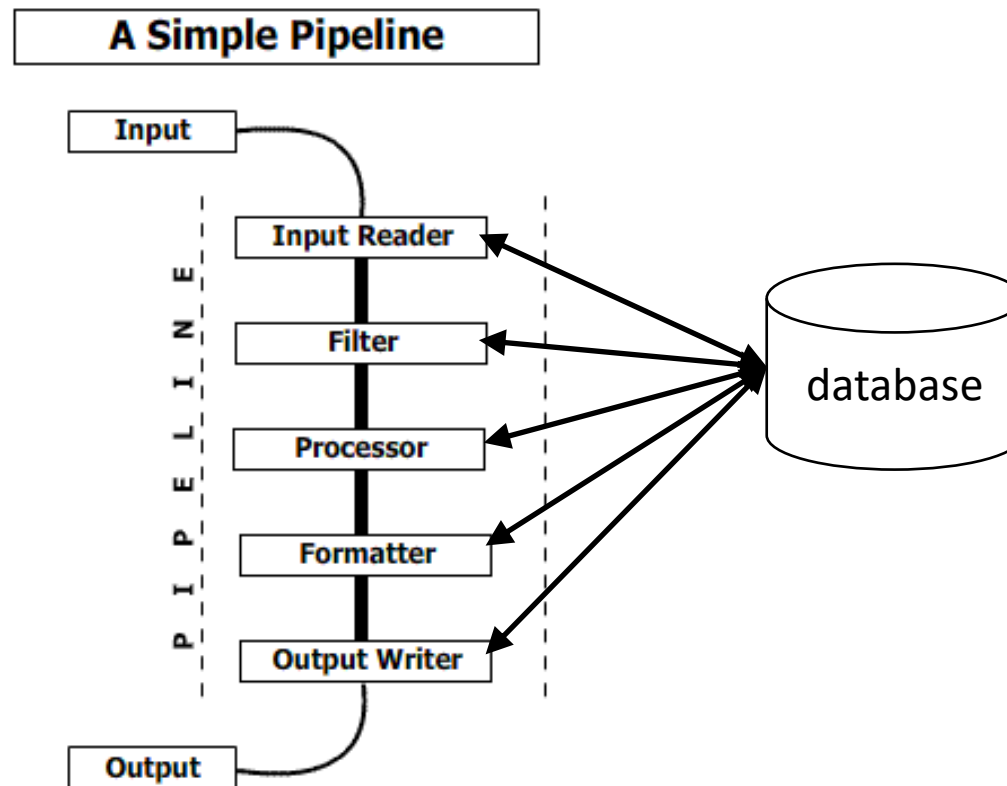 A Simple Pipeline
Input
Input Reader
Filter
Processor
Formatter
Output Writer
Output
PIPELINE
database